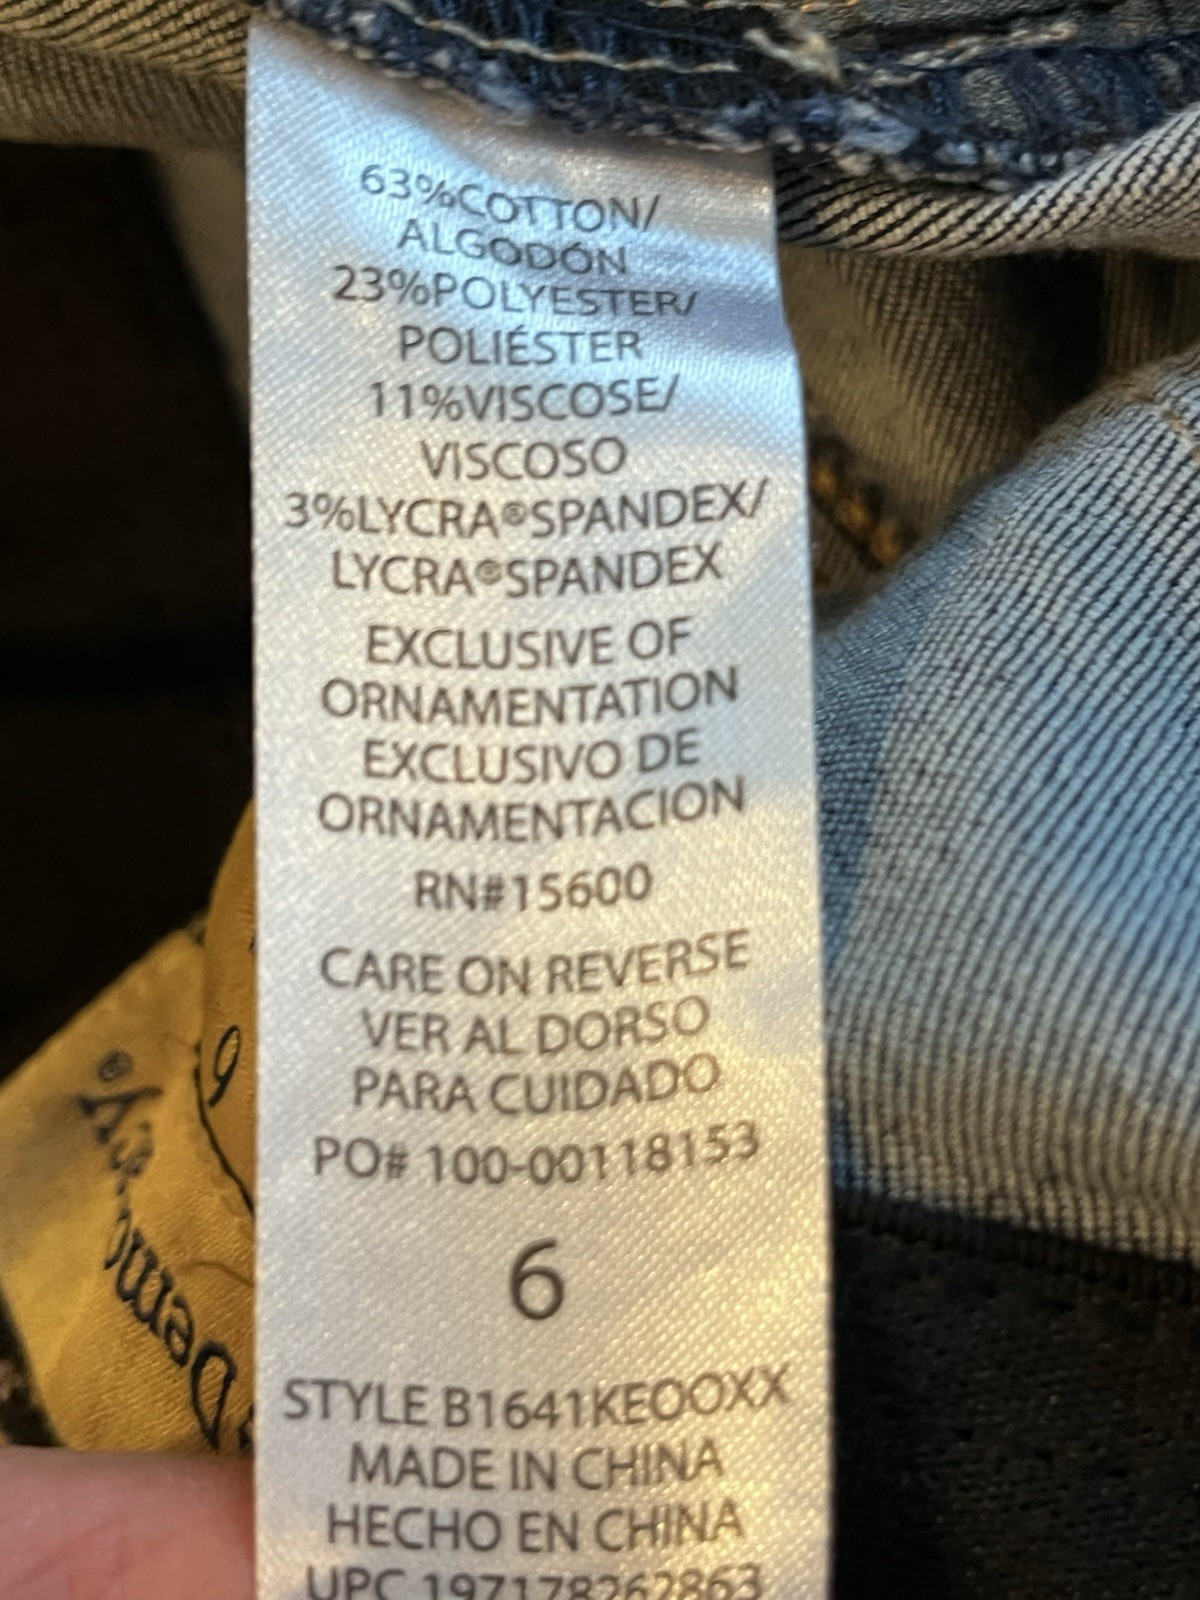 63%COTTON/
ALGODÓN
23%POLYESTER/
POLIÉSTER
11%VISCOSE/
VISCOSO
3%LYCRA®SPANDEX/
LYCRA®SPANDEX
EXCLUSIVE OF
ORNAMENTATION
EXCLUSIVO DE
ORNAMENTACION
RN#15600
CARE ON REVERSE
VER AL DORSO
PARA CUIDADO
PO# 100-00118153
6
STYLE B1641KEOOXX
MADE IN CHINA
HECHO EN CHINA
UPC 197178262863